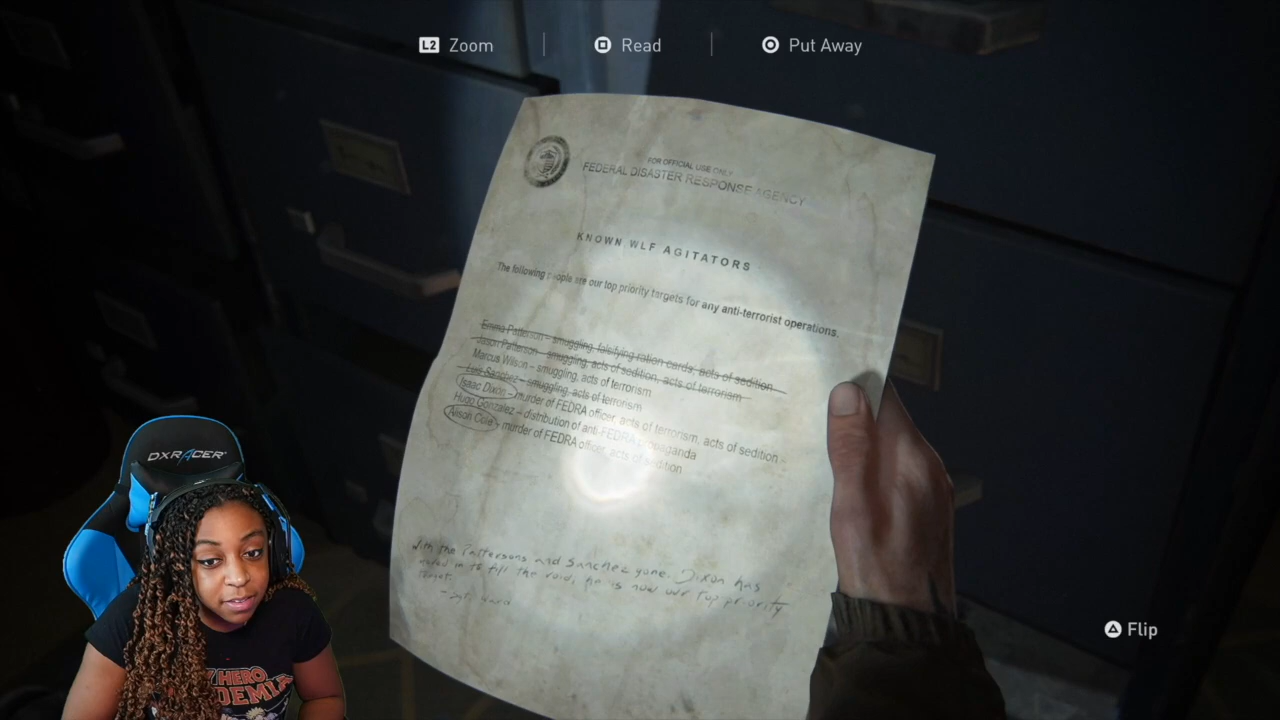 L2 Zoom
Read
Put Away
FOR OFFICIAL USE ONLY
FEDERAL DISASTER RESPONSE AGENCY
KNOWN WLF AGITATORS
The following people are our top priority targets for any anti-terrorist operations.
Emma Patterson - smuggling, falsifying ration cards, acts of sedition
Jason Patterson - smuggling, acts of sedition, acts of terrorism
Marcus Wilson - smuggling, acts of terrorism
Luis Sanchez - smuggling, acts of terrorism
Isaac Dixon - murder of FEDRA officer, acts of terrorism, acts of sedition -
Hugo Gonzalez - distribution of anti-FEDRA propaganda
Alison Cole - murder of FEDRA officer, acts of sedition
With the Pattersons and Sanchez gone. Dixon has
moved in to fill the void, he is now our top priority
target.
Flip
DXRACER
HERO